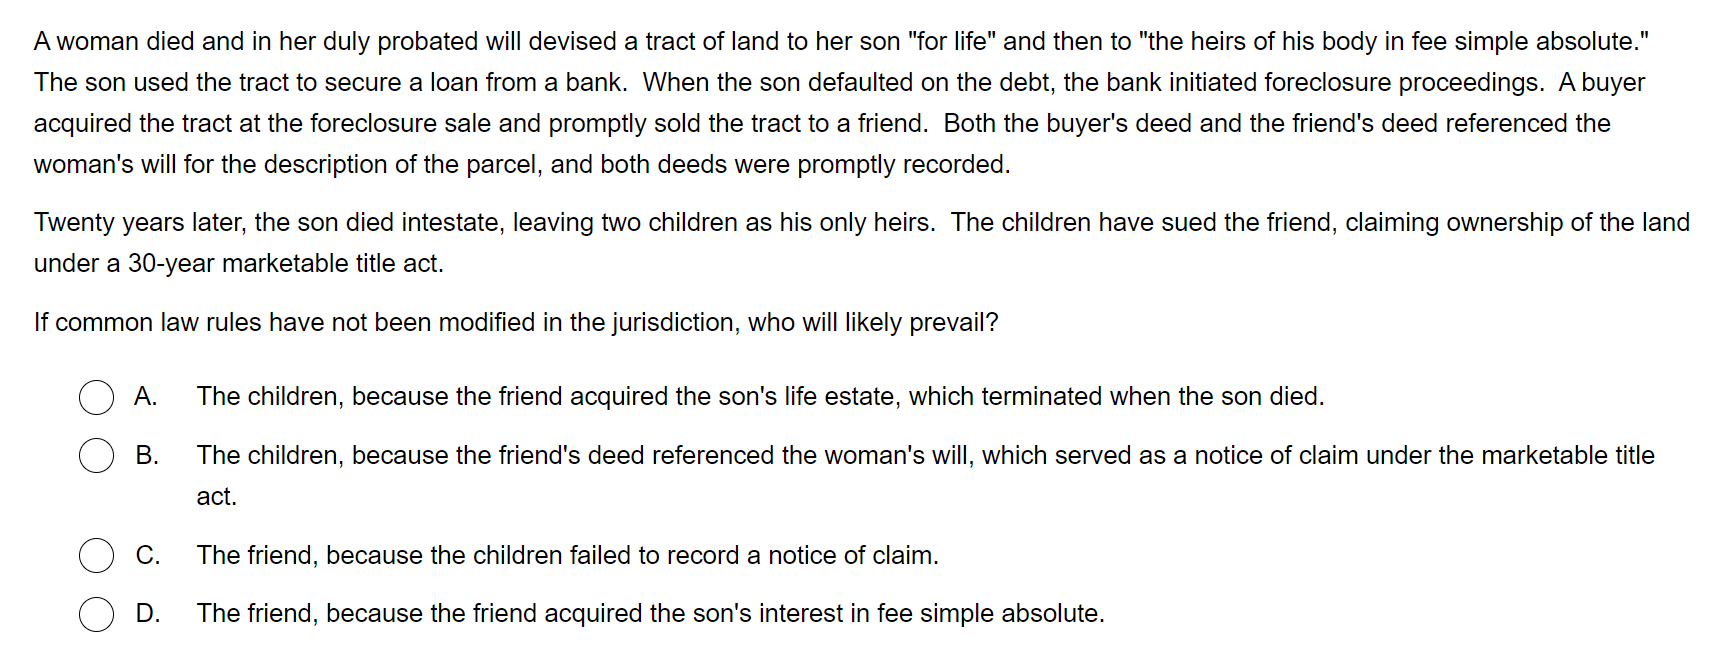 A woman died and in her duly probated will devised a tract of land to her son "for life" and then to "the heirs of his body in fee simple absolute."
The son used the tract to secure a loan from a bank.  When the son defaulted on the debt, the bank initiated foreclosure proceedings.  A buyer
acquired the tract at the foreclosure sale and promptly sold the tract to a friend.  Both the buyer's deed and the friend's deed referenced the
woman's will for the description of the parcel, and both deeds were promptly recorded.
Twenty years later, the son died intestate, leaving two children as his only heirs.  The children have sued the friend, claiming ownership of the land
under a 30-year marketable title act.
If common law rules have not been modified in the jurisdiction, who will likely prevail?
A. The children, because the friend acquired the son's life estate, which terminated when the son died.
B. The children, because the friend's deed referenced the woman's will, which served as a notice of claim under the marketable title
act.
C. The friend, because the children failed to record a notice of claim.
D. The friend, because the friend acquired the son's interest in fee simple absolute.